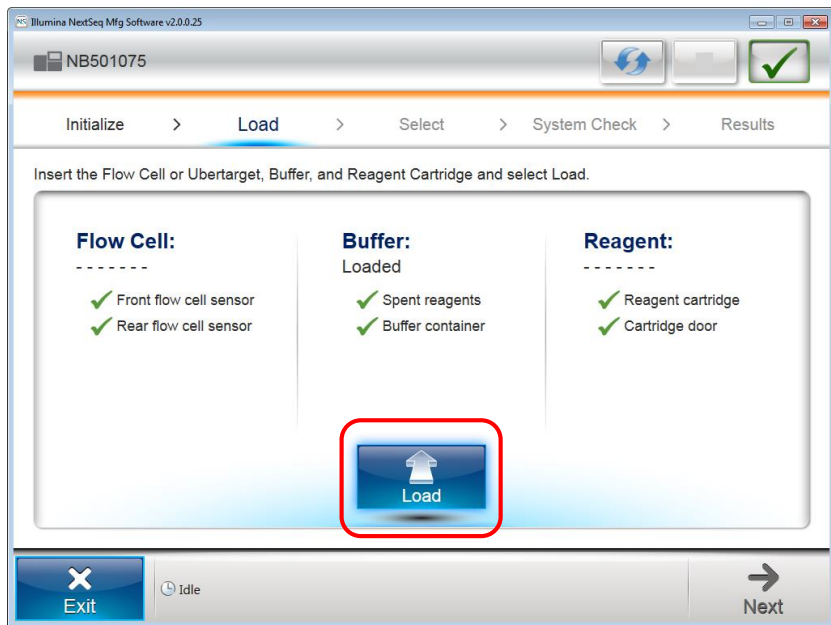 NS Illumina NextSeq Mfg Software v2.0.0.25
NB501075
Initialize > Load > Select > System Check > Results
Insert the Flow Cell or Ubertarget, Buffer, and Reagent Cartridge and select Load.
Flow Cell:
- - - - - - -
Front flow cell sensor
Rear flow cell sensor
Buffer:
Loaded
Spent reagents
Buffer container
Reagent:
- - - - - - -
Reagent cartridge
Cartridge door
Load
Exit
Idle
Next